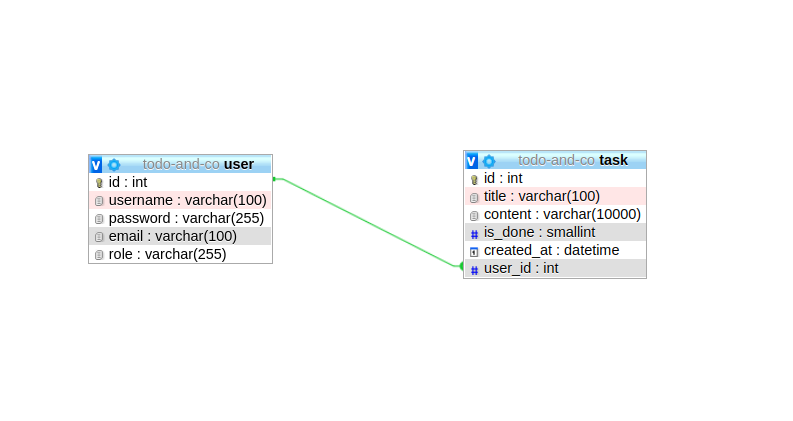 todo-and-co user
id : int
username : varchar(100)
password : varchar(255)
email : varchar(100)
role : varchar(255)
todo-and-co task
id : int
title : varchar(100)
content : varchar(10000)
is_done : smallint
created_at : datetime
user_id : int